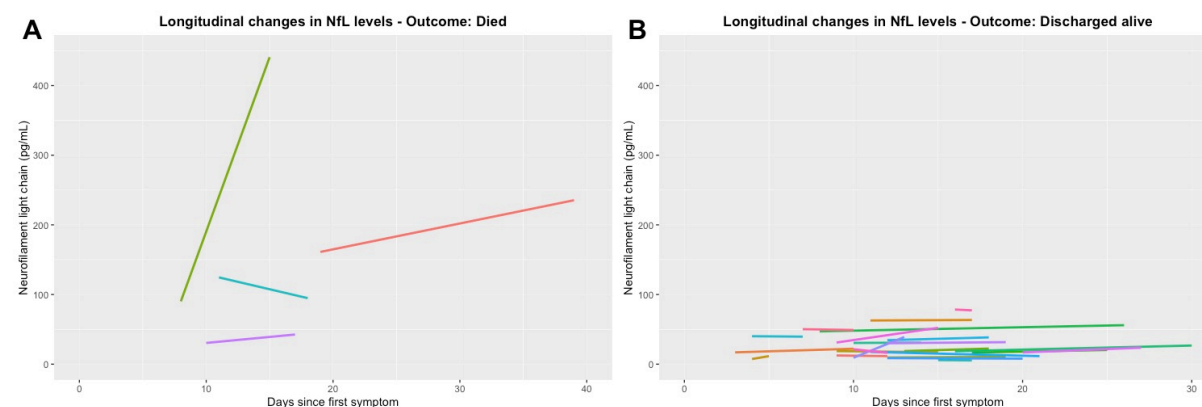 A
Longitudinal changes in NfL levels - Outcome: Died
Neurofilament light chain (pg/mL)
400
300
200
100
0
0 10 20 30 40
Days since first symptom
B
Longitudinal changes in NfL levels - Outcome: Discharged alive
Neurofilament light chain (pg/mL)
400
300
200
100
0
0 10 20 30
Days since first symptom